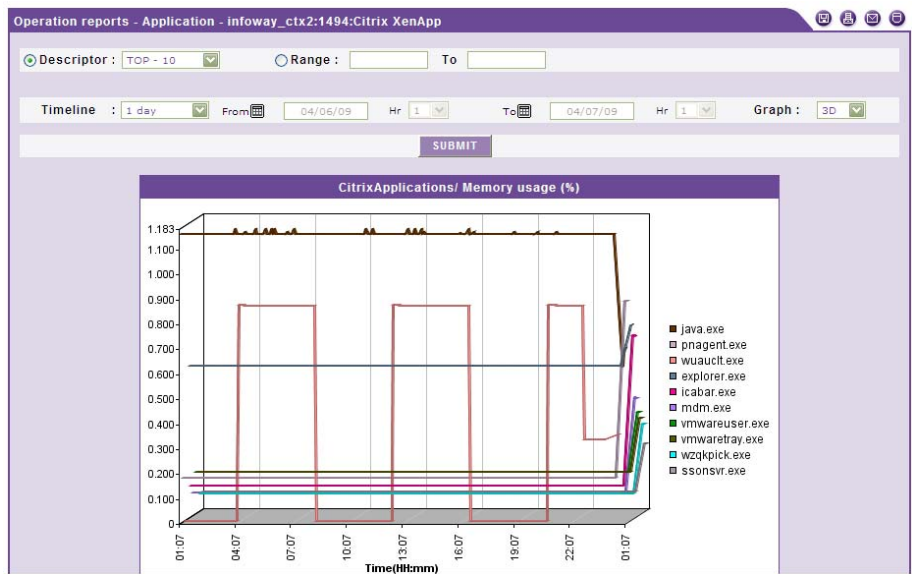 Operation reports - Application - infoway_ctx2:1494:Citrix XenApp
Descriptor : TOP - 10 Range : To
Timeline : 1 day From 04/06/09 Hr 1 To 04/07/09 Hr 1 Graph : 3D
SUBMIT
CitrixApplications/ Memory usage (%)
1.183
1.100
1.000
0.900
0.800
0.700
0.600
0.500
0.400
0.300
0.200
0.100
0
java.exe
pnagent.exe
wuauclt.exe
explorer.exe
icabar.exe
mdm.exe
vmwareuser.exe
vmwaretray.exe
wzqkpick.exe
ssonsvr.exe
01:07 04:07 07:07 10:07 13:07 16:07 19:07 22:07 01:07
Time(HH:mm)